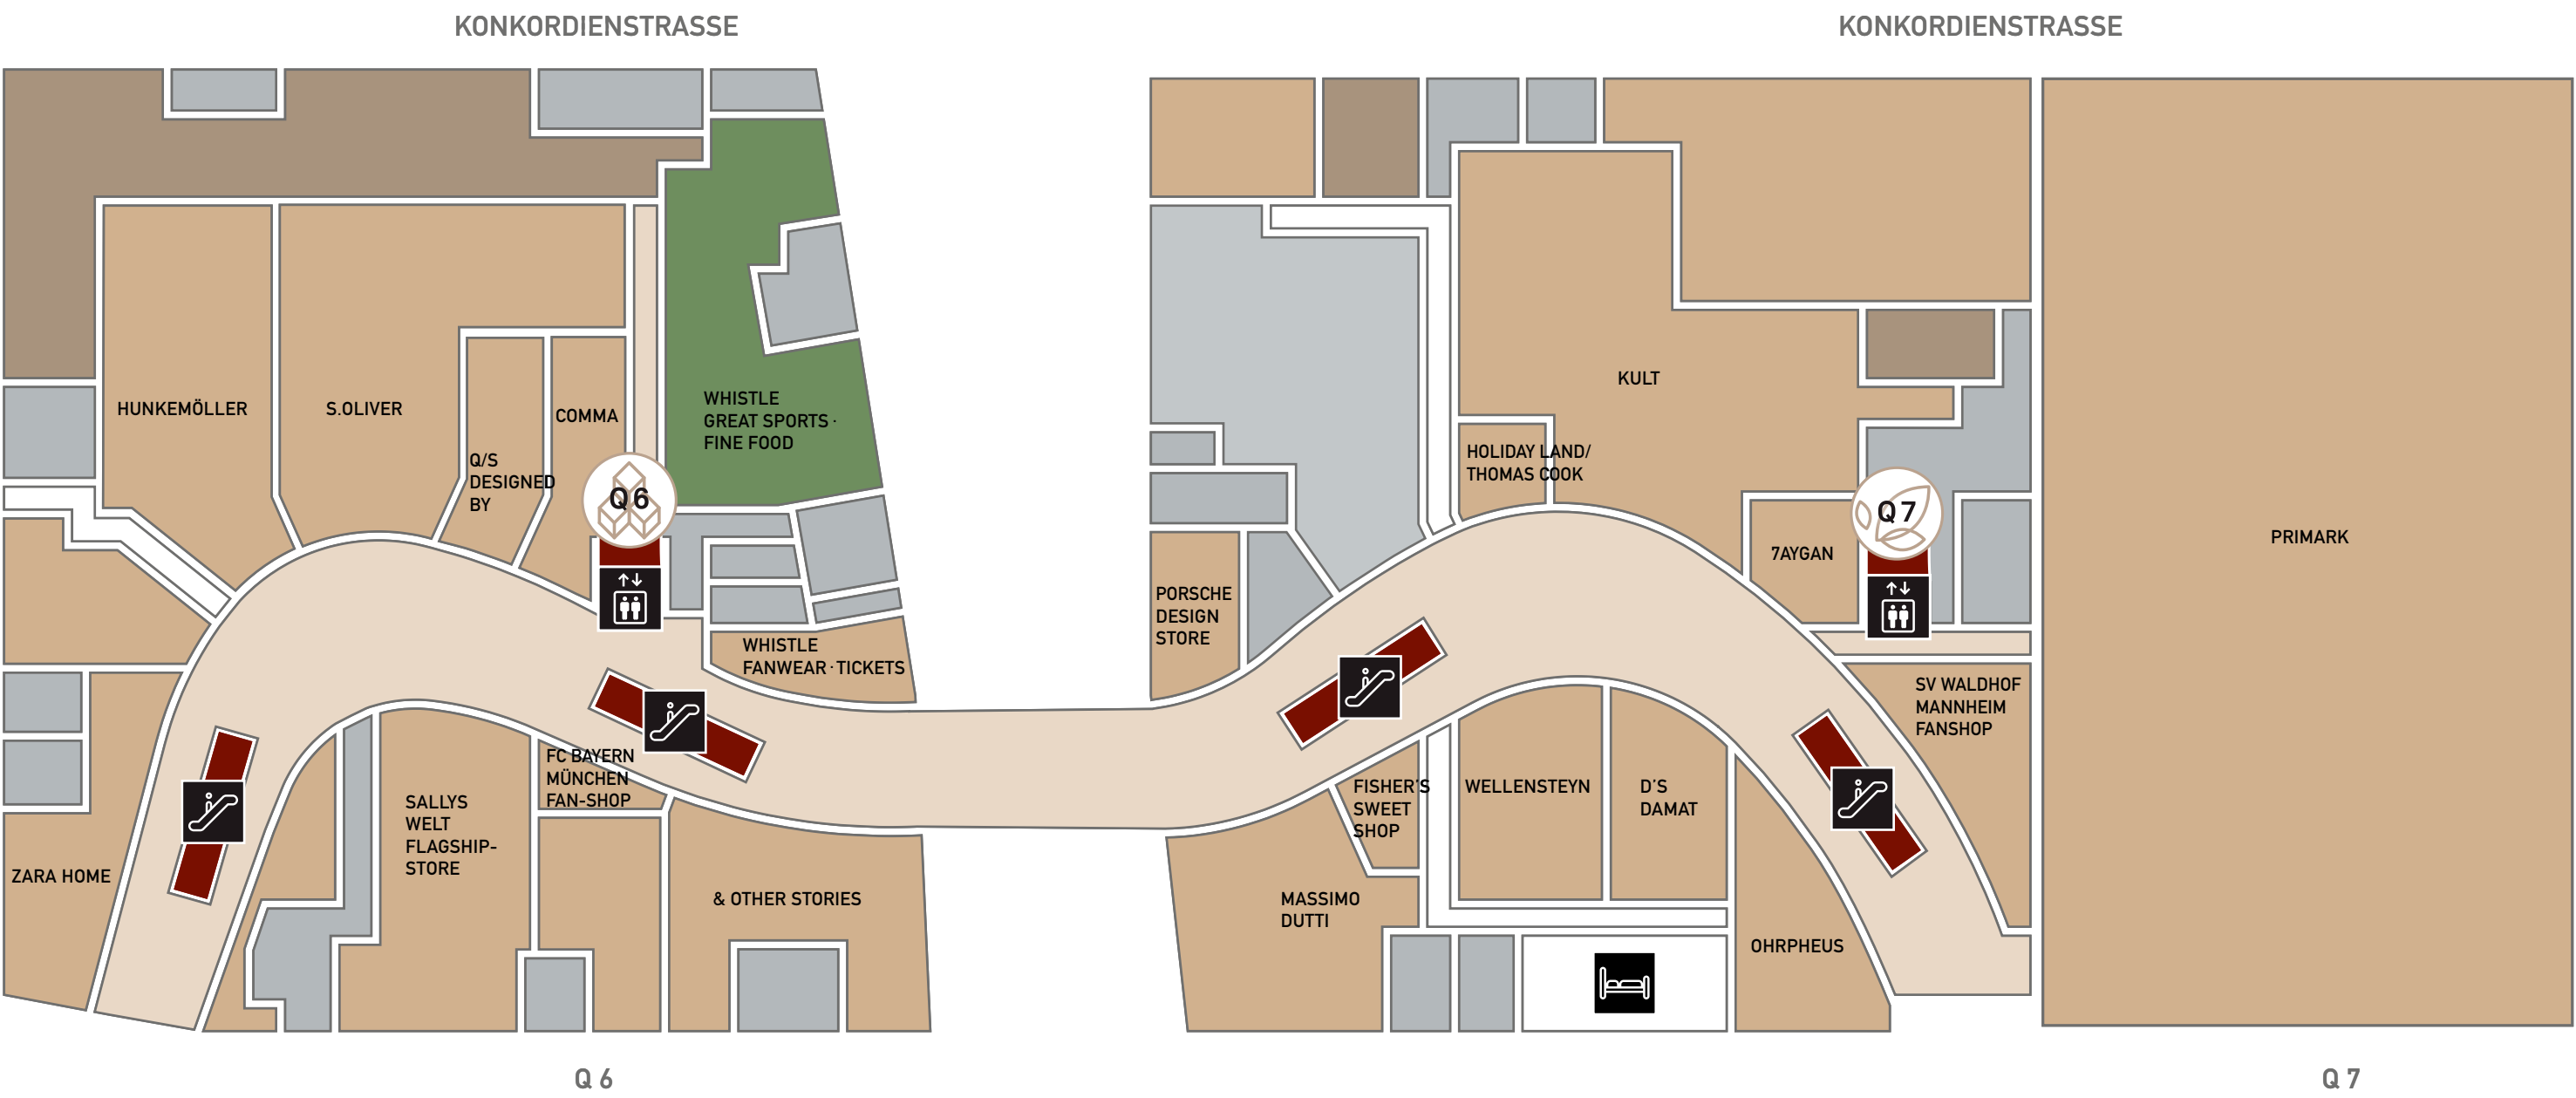 KONKORDIENSTRASSE
KONKORDIENSTRASSE
HUNKEMÖLLER
S.OLIVER
Q/S
DESIGNED
BY
COMMA
WHISTLE
GREAT SPORTS ·
FINE FOOD
Q 6
WHISTLE
FANWEAR · TICKETS
FC BAYERN
MÜNCHEN
FAN-SHOP
SALLYS
WELT
FLAGSHIP-
STORE
ZARA HOME
& OTHER STORIES
KULT
HOLIDAY LAND/
THOMAS COOK
7AYGAN
Q 7
PRIMARK
PORSCHE
DESIGN
STORE
SV WALDHOF
MANNHEIM
FANSHOP
FISHER'S
SWEET
SHOP
WELLENSTEYN
D'S
DAMAT
MASSIMO
DUTTI
OHRPHEUS
Q 6
Q 7